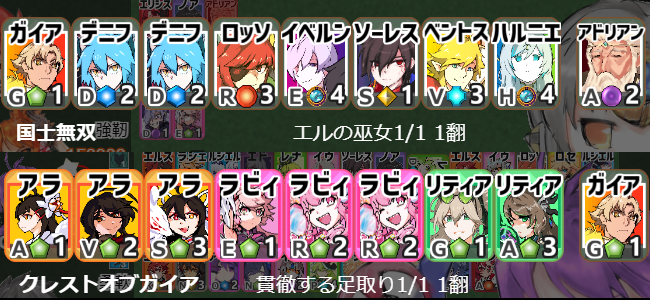 ガイア デニフ デニフ ロッソ イベルン ソーレス ベントス ハルニエ アドリアン
G 1 D 2 D 2 R 3 E 4 S 1 V 3 H 4 A 2
国士無双 エルの巫女1/1 1翻
アラ アラ アラ ラビィ ラビィ ラビィ リティア リティア ガイア
A 1 V 2 S 3 E 1 R 2 R 2 G 1 A 3 G 1
クレストオブガイア 貫徹する足取り1/1 1翻